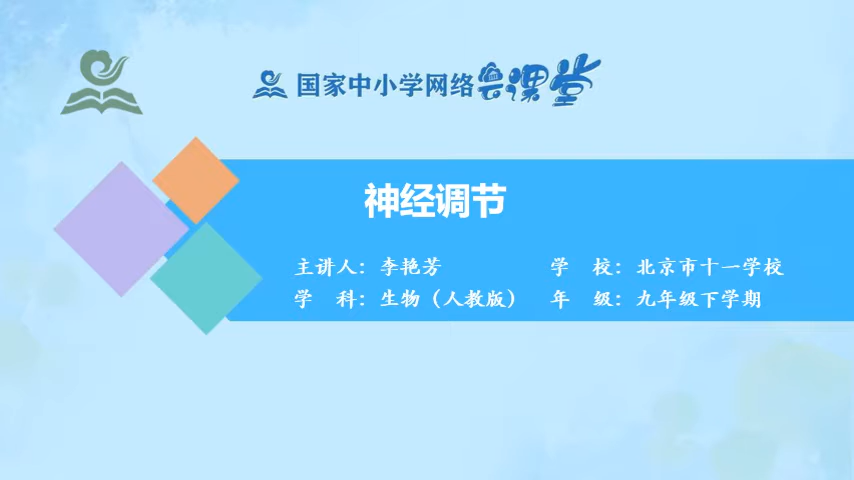 国家中小学网络云课堂
神经调节
主讲人：李艳芳 学 校：北京市十一学校
学 科：生物（人教版） 年 级：九年级下学期